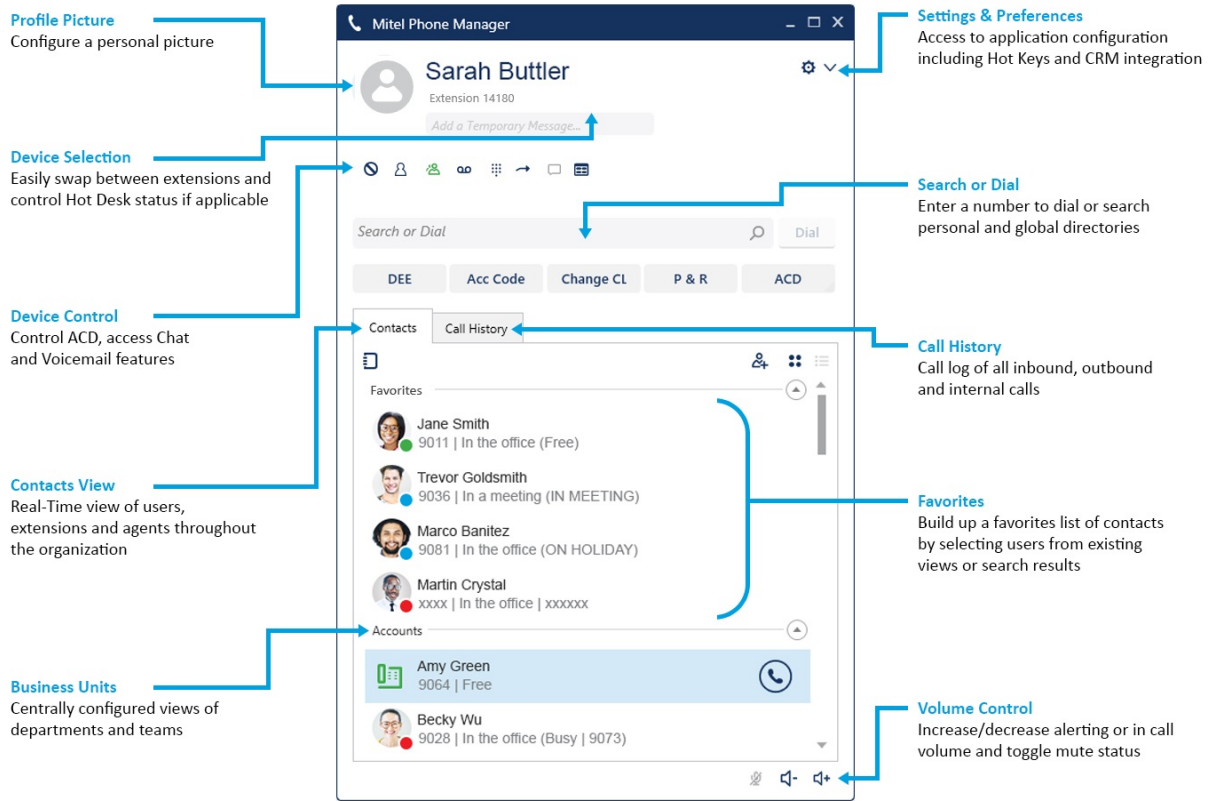 Profile Picture
Configure a personal picture
Device Selection
Easily swap between extensions and
control Hot Desk status if applicable
Device Control
Control ACD, access Chat
and Voicemail features
Contacts View
Real-Time view of users,
extensions and agents throughout
the organization
Business Units
Centrally configured views of
departments and teams
Mitel Phone Manager
Sarah Buttler
Extension 14180
Add a Temporary Message...
Search or Dial
Dial
DEE
Acc Code
Change CL
P & R
ACD
Contacts
Call History
Favorites
Jane Smith
9011 | In the office (Free)
Trevor Goldsmith
9036 | In a meeting (IN MEETING)
Marco Banitez
9081 | In the office (ON HOLIDAY)
Martin Crystal
xxxx | In the office | xxxxxx
Accounts
Amy Green
9064 | Free
Becky Wu
9028 | In the office (Busy | 9073)
Settings & Preferences
Access to application configuration
including Hot Keys and CRM integration
Search or Dial
Enter a number to dial or search
personal and global directories
Call History
Call log of all inbound, outbound
and internal calls
Favorites
Build up a favorites list of contacts
by selecting users from existing
views or search results
Volume Control
Increase/decrease alerting or in call
volume and toggle mute status